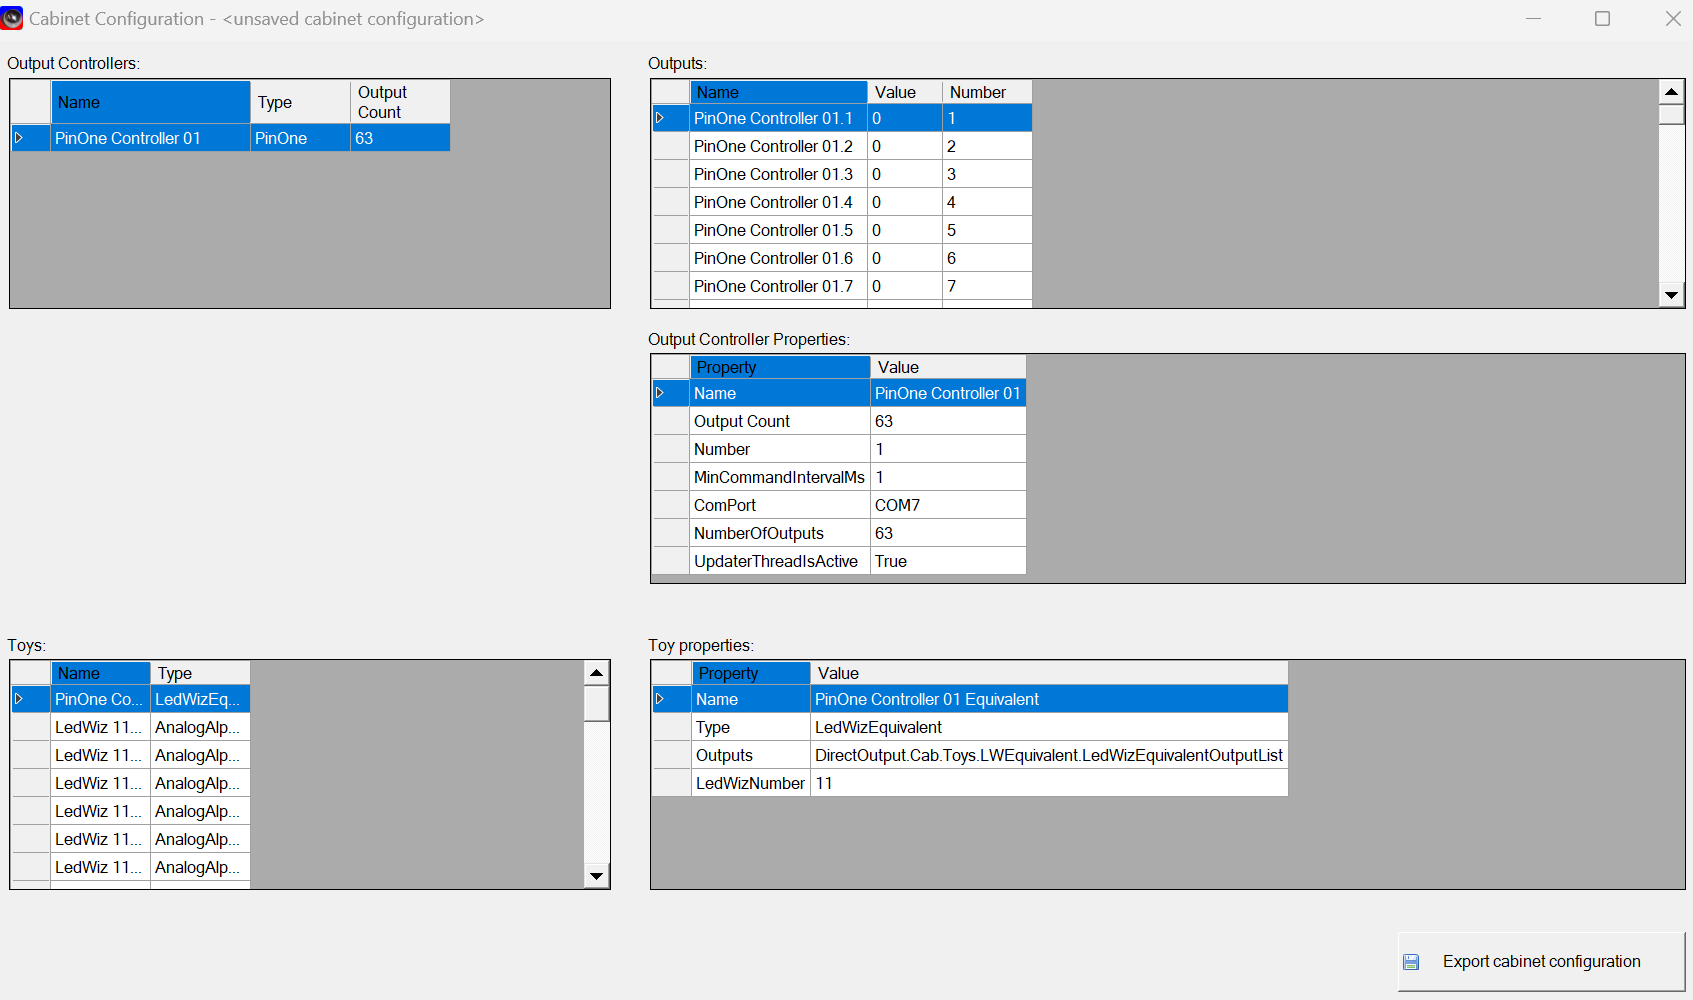 Cabinet Configuration - <unsaved cabinet configuration>
Output Controllers:
Name Type Output Count
PinOne Controller 01 PinOne 63
Outputs:
Name Value Number
PinOne Controller 01.1 0 1
PinOne Controller 01.2 0 2
PinOne Controller 01.3 0 3
PinOne Controller 01.4 0 4
PinOne Controller 01.5 0 5
PinOne Controller 01.6 0 6
PinOne Controller 01.7 0 7
Output Controller Properties:
Property Value
Name PinOne Controller 01
Output Count 63
Number 1
MinCommandIntervalMs 1
ComPort COM7
NumberOfOutputs 63
UpdaterThreadIsActive True
Toys:
Name Type
PinOne Co... LedWizEq...
LedWiz 11... AnalogAlp...
LedWiz 11... AnalogAlp...
LedWiz 11... AnalogAlp...
LedWiz 11... AnalogAlp...
LedWiz 11... AnalogAlp...
LedWiz 11... AnalogAlp...
Toy properties:
Property Value
Name PinOne Controller 01 Equivalent
Type LedWizEquivalent
Outputs DirectOutput.Cab.Toys.LWEquivalent.LedWizEquivalentOutputList
LedWizNumber 11
Export cabinet configuration